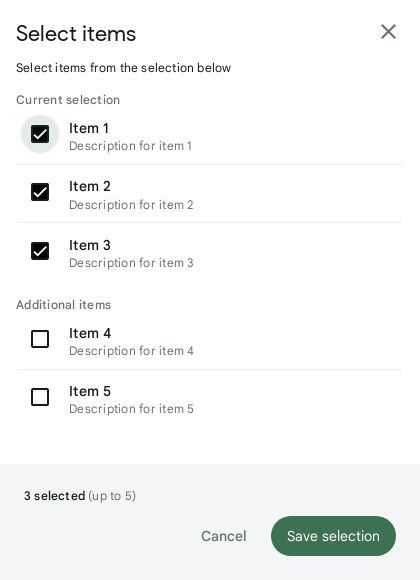 Select items
Select items from the selection below
Current selection
Item 1
Description for item 1
Item 2
Description for item 2
Item 3
Description for item 3
Additional items
Item 4
Description for item 4
Item 5
Description for item 5
3 selected (up to 5)
Cancel
Save selection